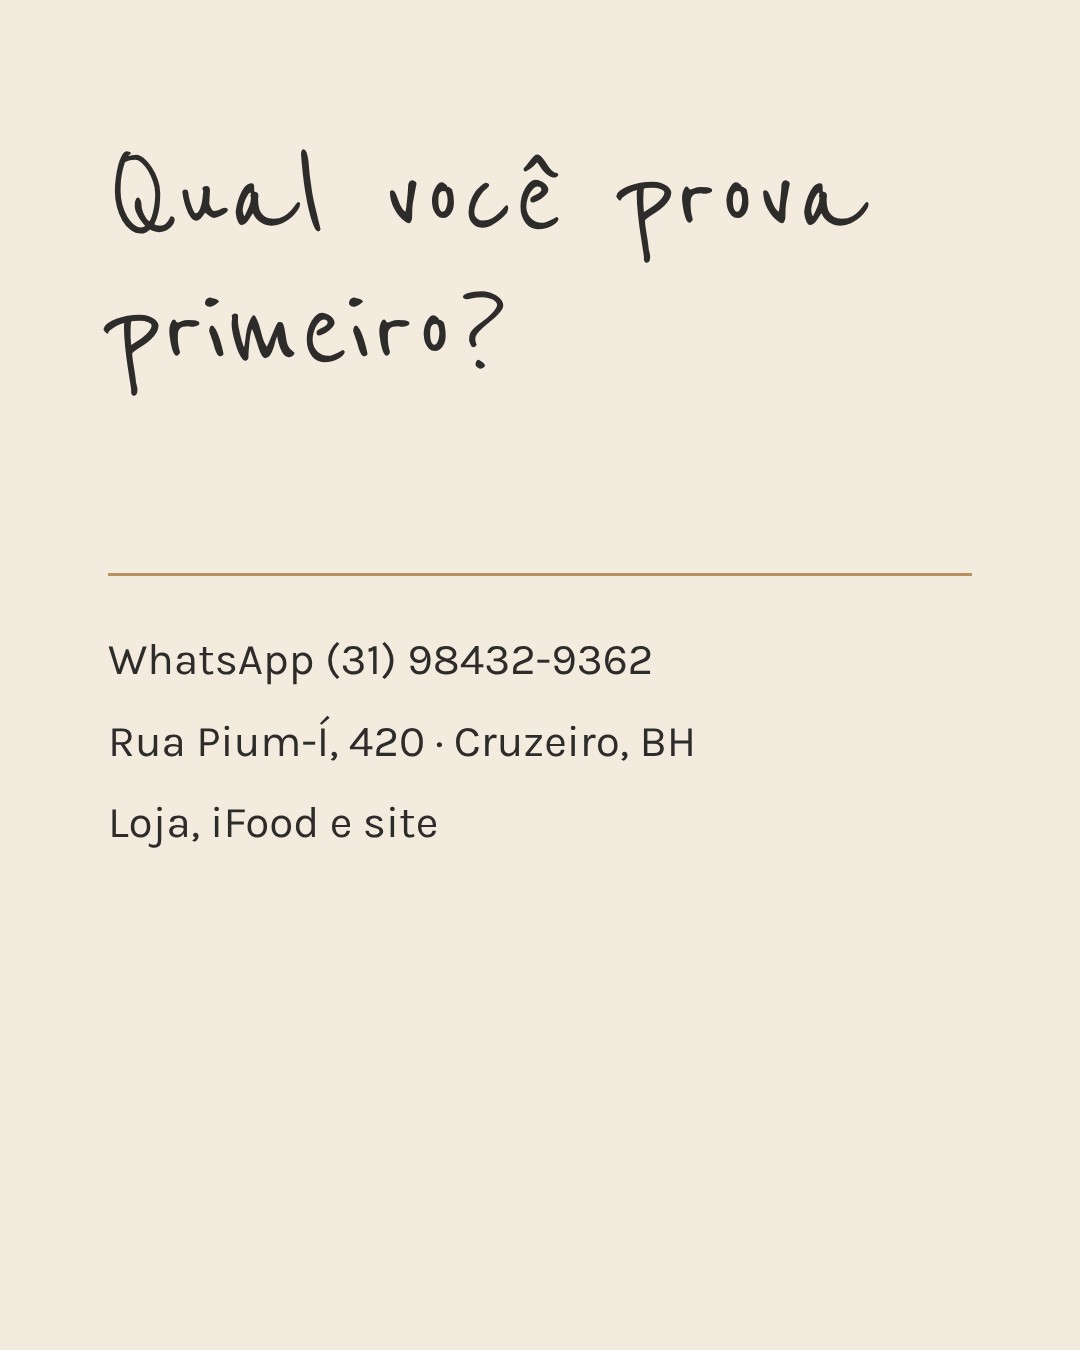 Qual você prova
primeiro?
WhatsApp (31) 98432-9362
Rua Pium-Í, 420 · Cruzeiro, BH
Loja, iFood e site